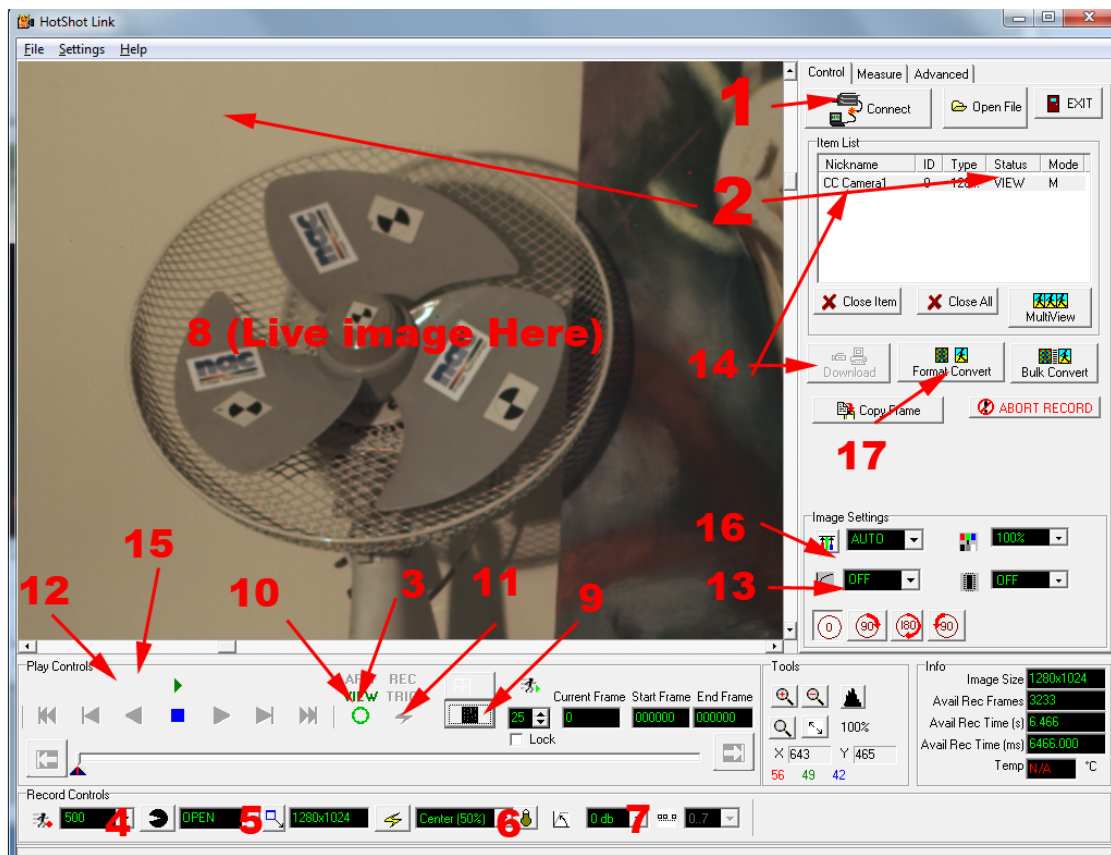 HotShot Link
File Settings Help
Control Measure Advanced
1
Connect
Open File
EXIT
Item List
Nickname ID Type Status Mode
CC Camera1 0 128.. VIEW M
2
nac
8 (Live image Here)
nac
nac
Close Item
Close All
MultiView
14
Download
Format Convert
Bulk Convert
Copy Frame
ABORT RECORD
17
Image Settings
16
AUTO
100%
13
OFF
OFF
0 90 180 90
15
12
10
3
11
9
Play Controls
ARM REC
VIEW TRIG
Current Frame Start Frame End Frame
25 0 000000 000000
Lock
Tools
100%
X 643 Y 465
56 49 42
Info
Image Size 1280x1024
Avail Rec Frames 3233
Avail Rec Time (s) 6.466
Avail Rec Time (ms) 6466.000
Temp N/A °C
Record Controls
500 4 OPEN 5 1280x1024 Center (50%) 6 0 db 7 0..7